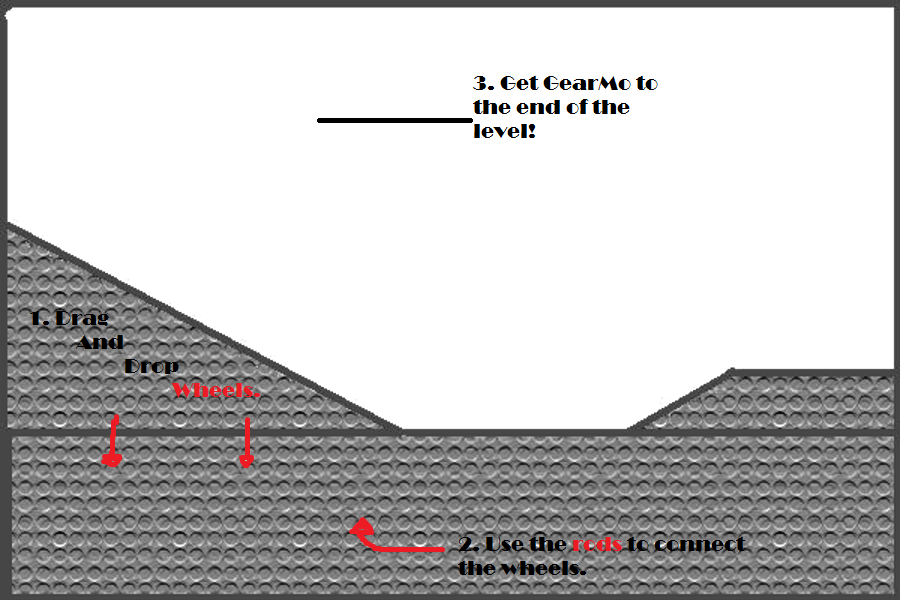 3. Get GearMo to
the end of the
level!
1. Drag
And
Drop
Wheels.
2. Use the rods to connect
the wheels.